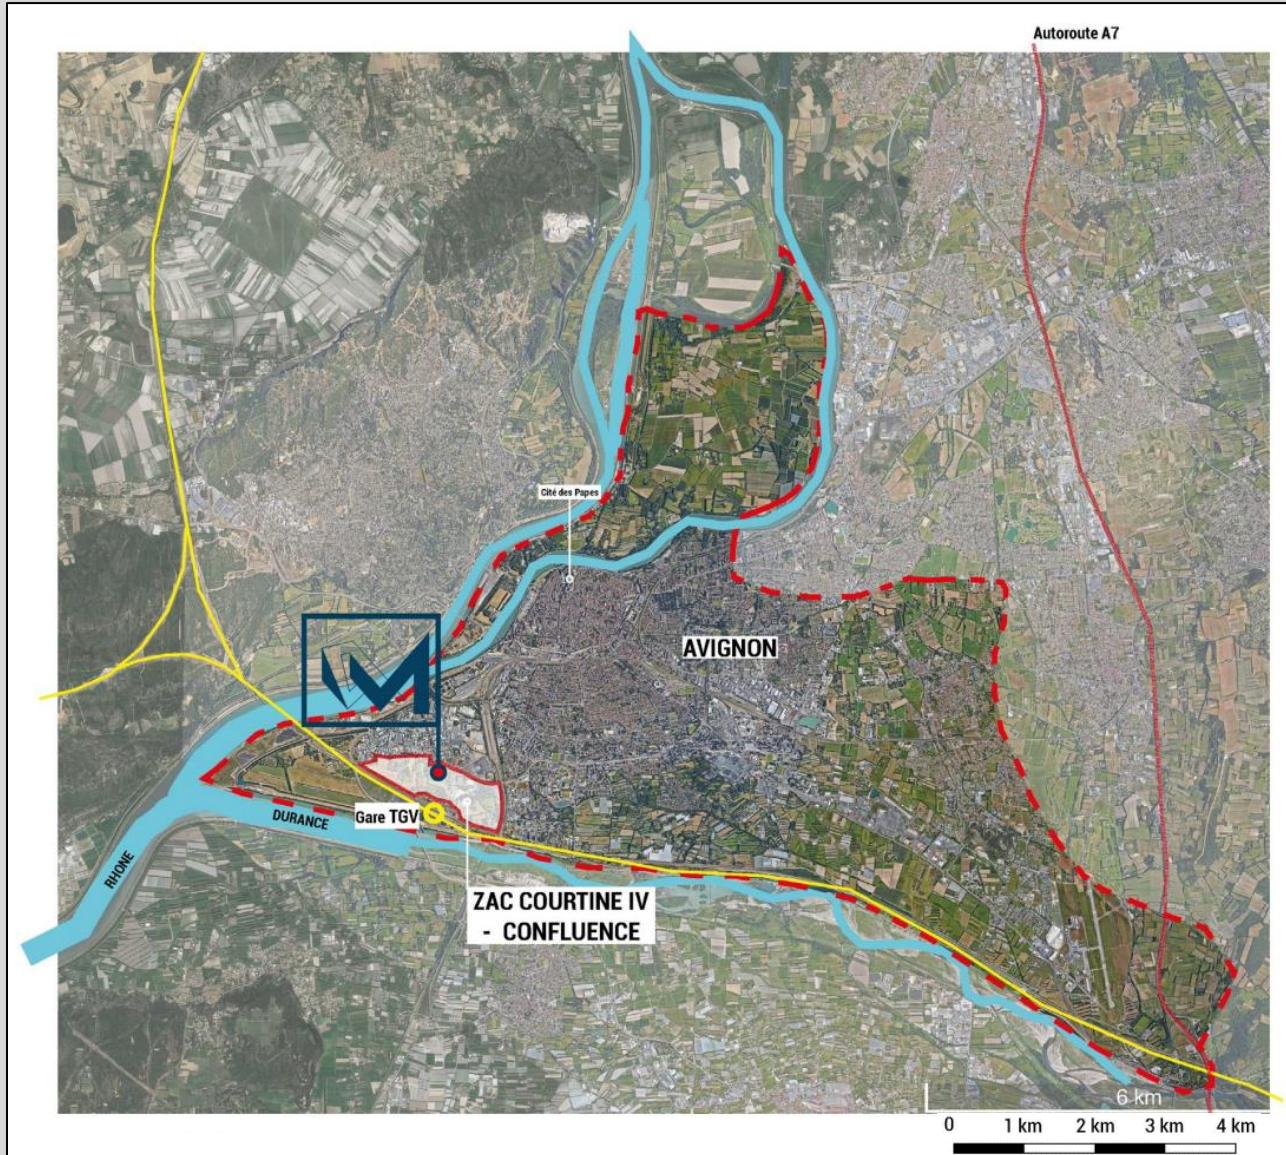 Autoroute A7
Cité des Papes
AVIGNON
M
Gare TGV
DURANCE
RHONE
ZAC COURTINE IV
- CONFLUENCE
6 km
0 1 km 2 km 3 km 4 km